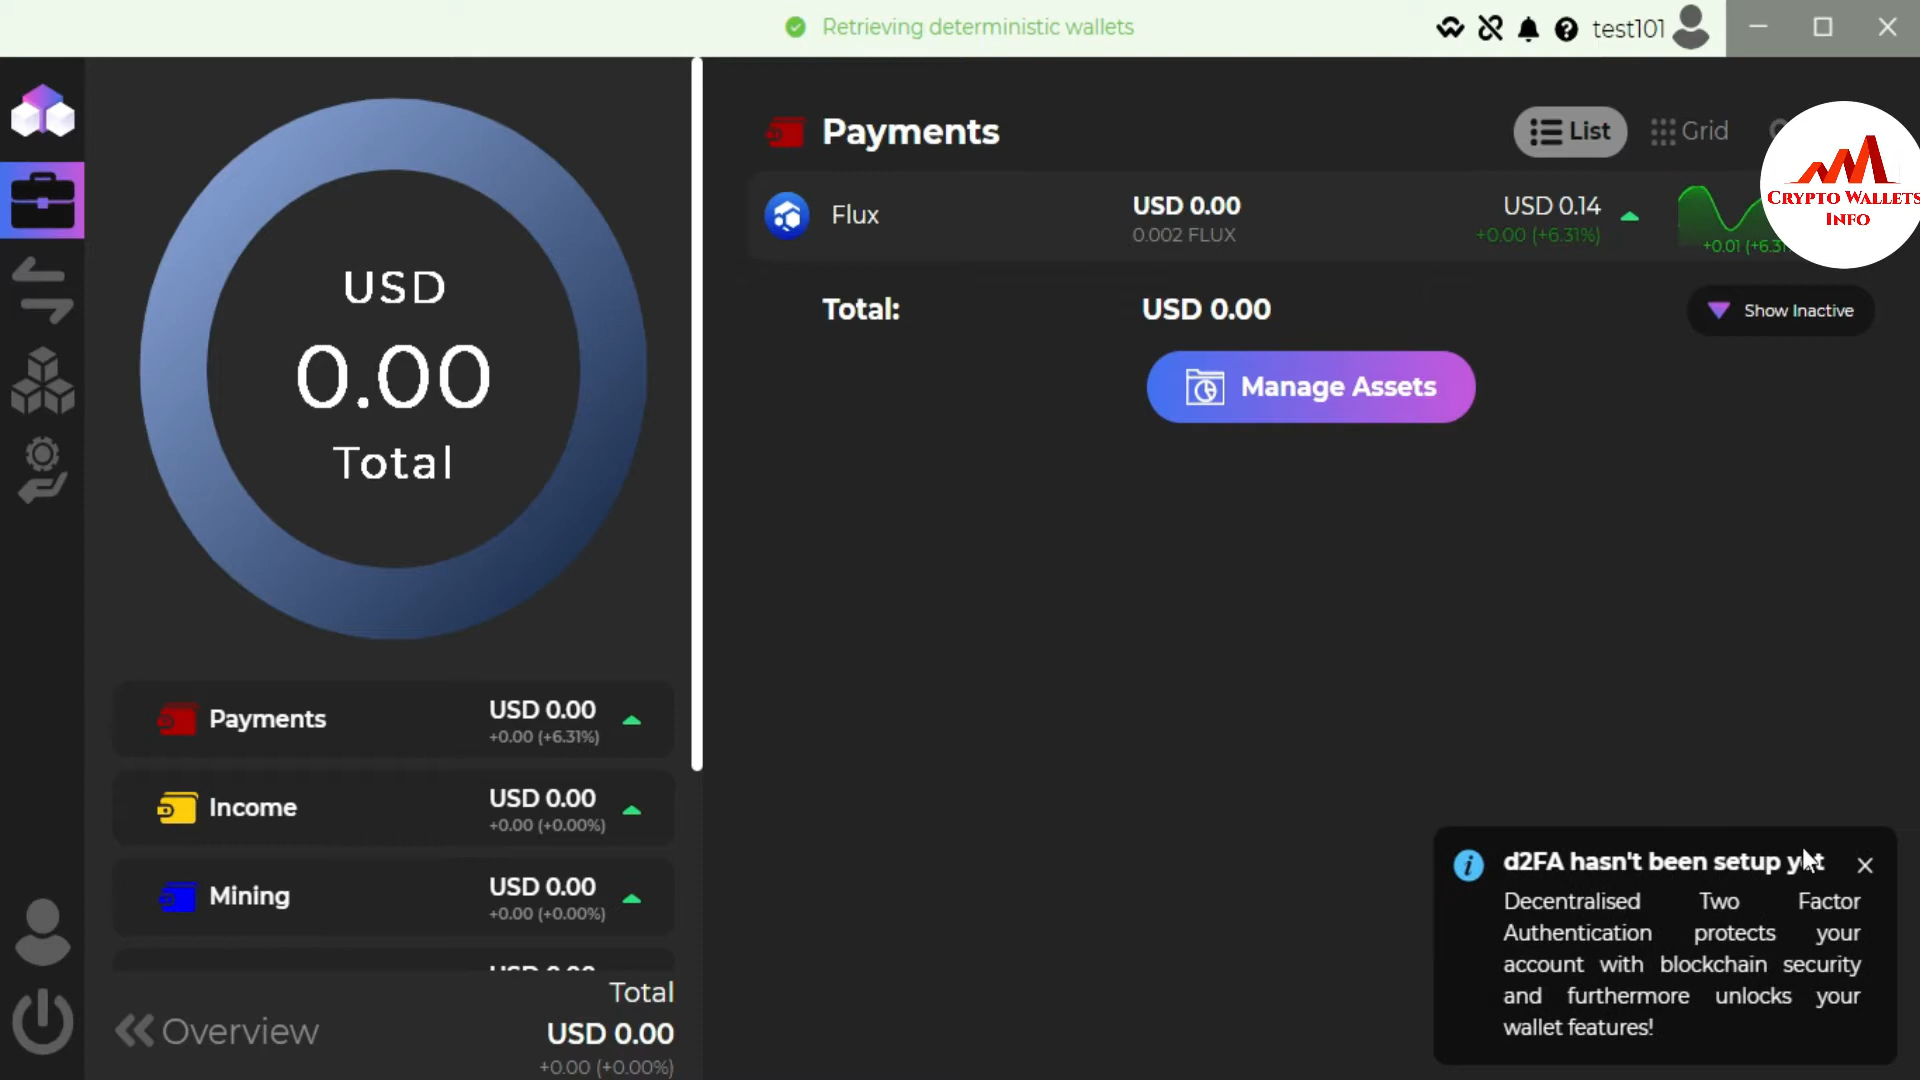 Retrieving deterministic wallets
test101
Payments
List
Grid
CRYPTO WALLETS
INFO
Flux
USD 0.00
0.002 FLUX
USD 0.14
+0.00 (+6.31%)
Total:
USD 0.00
Show Inactive
Manage Assets
USD
0.00
Total
Payments
USD 0.00
+0.00 (+6.31%)
Income
USD 0.00
+0.00 (+0.00%)
Mining
USD 0.00
+0.00 (+0.00%)
Overview
Total
USD 0.00
+0.00 (+0.00%)
d2FA hasn't been setup yet
Decentralised Two Factor
Authentication protects your
account with blockchain security
and furthermore unlocks your
wallet features!